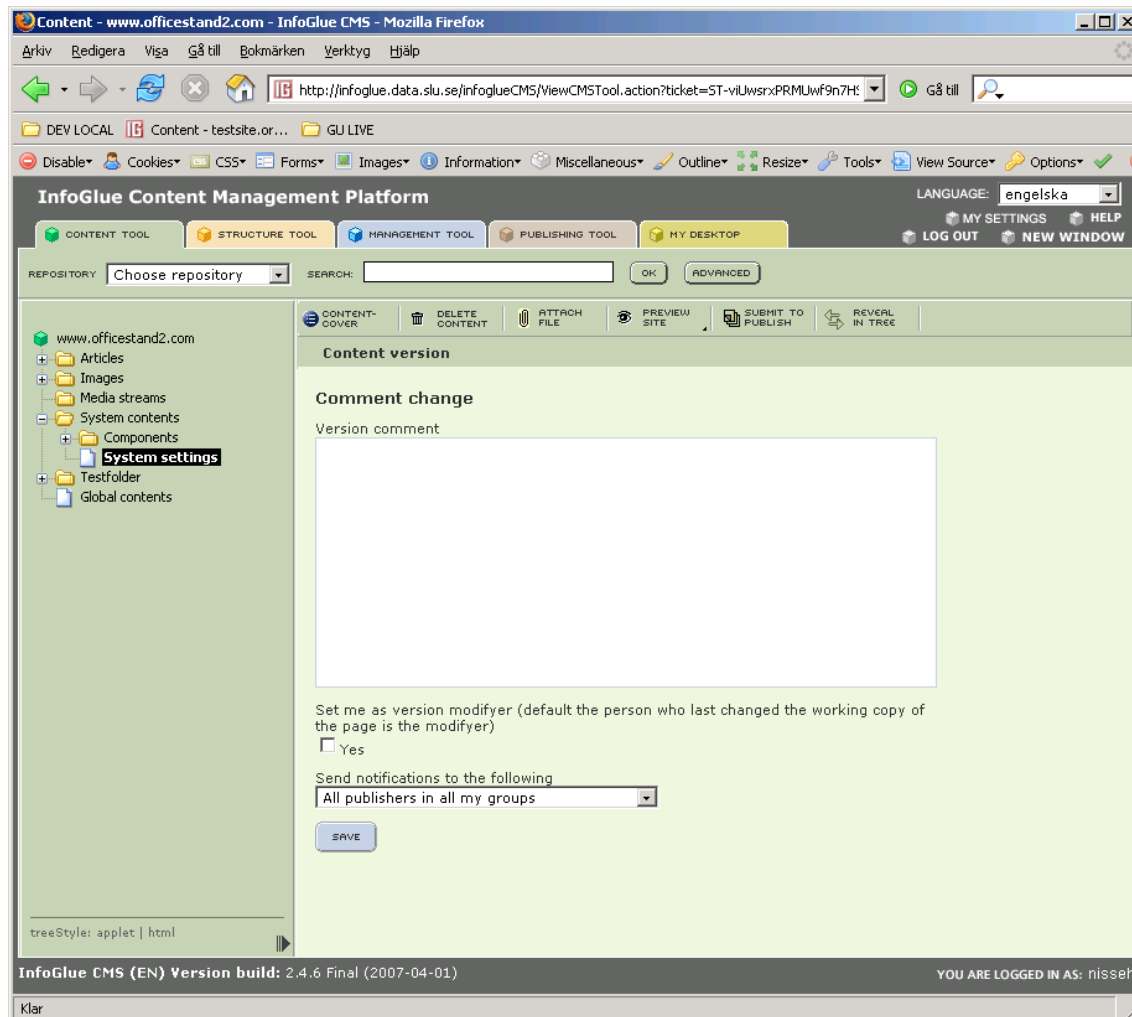 Content - www.officestand2.com - InfoGlue CMS - Mozilla Firefox
Arkiv Redigera Visa Gå till Bokmärken Verktyg Hjälp
http://infoglue.data.slu.se/infoglueCMS/ViewCMSTool.action?ticket=ST-viUwsrxPRMLwf9n7H Gå till
DEV LOCAL Content - testsite.or... GU LIVE
Disable Cookies CSS Forms Images Information Miscellaneous Outline Resize Tools View Source Options
InfoGlue Content Management Platform LANGUAGE: engelska
MY SETTINGS HELP
CONTENT TOOL STRUCTURE TOOL MANAGEMENT TOOL PUBLISHING TOOL MY DESKTOP LOG OUT NEW WINDOW
REPOSITORY Choose repository SEARCH: OK ADVANCED
CONTENT-COVER DELETE CONTENT ATTACH FILE PREVIEW SITE SUBMIT TO PUBLISH REVEAL IN TREE
www.officestand2.com
Articles
Images
Media streams
System contents
Components
System settings
Testfolder
Global contents
Content version
Comment change
Version comment
Set me as version modifyer (default the person who last changed the working copy of
the page is the modifyer)
Yes
Send notifications to the following
All publishers in all my groups
SAVE
treeStyle: applet | html
InfoGlue CMS (EN) Version build: 2.4.6 Final (2007-04-01) YOU ARE LOGGED IN AS: nisseh
Klar